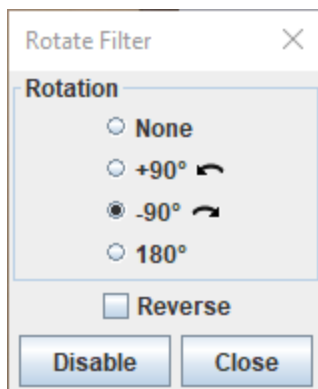 Rotate Filter
Rotation
None
+90°
-90°
180°
Reverse
Disable Close